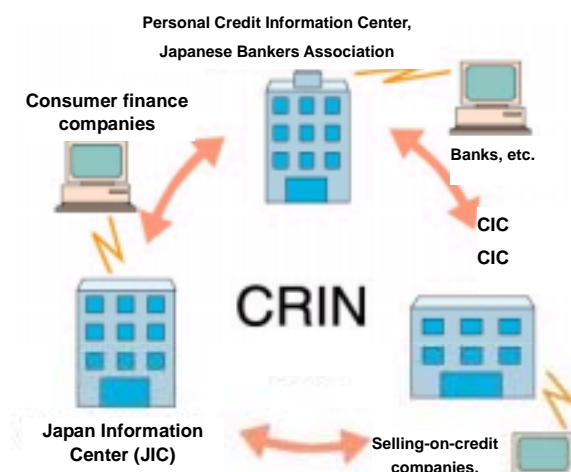 Personal Credit Information Center,
Japanese Bankers Association
Consumer finance
companies
Banks, etc.
CIC
CIC
CRIN
Japan Information
Center (JIC)
Selling-on-credit
companies.